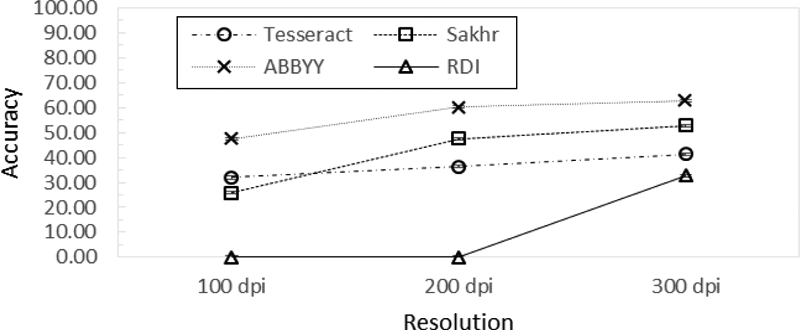 100.00
90.00
80.00
70.00
60.00
50.00
40.00
30.00
20.00
10.00
0.00
Accuracy
Tesseract Sakhr
ABBYY RDI
100 dpi 200 dpi 300 dpi
Resolution